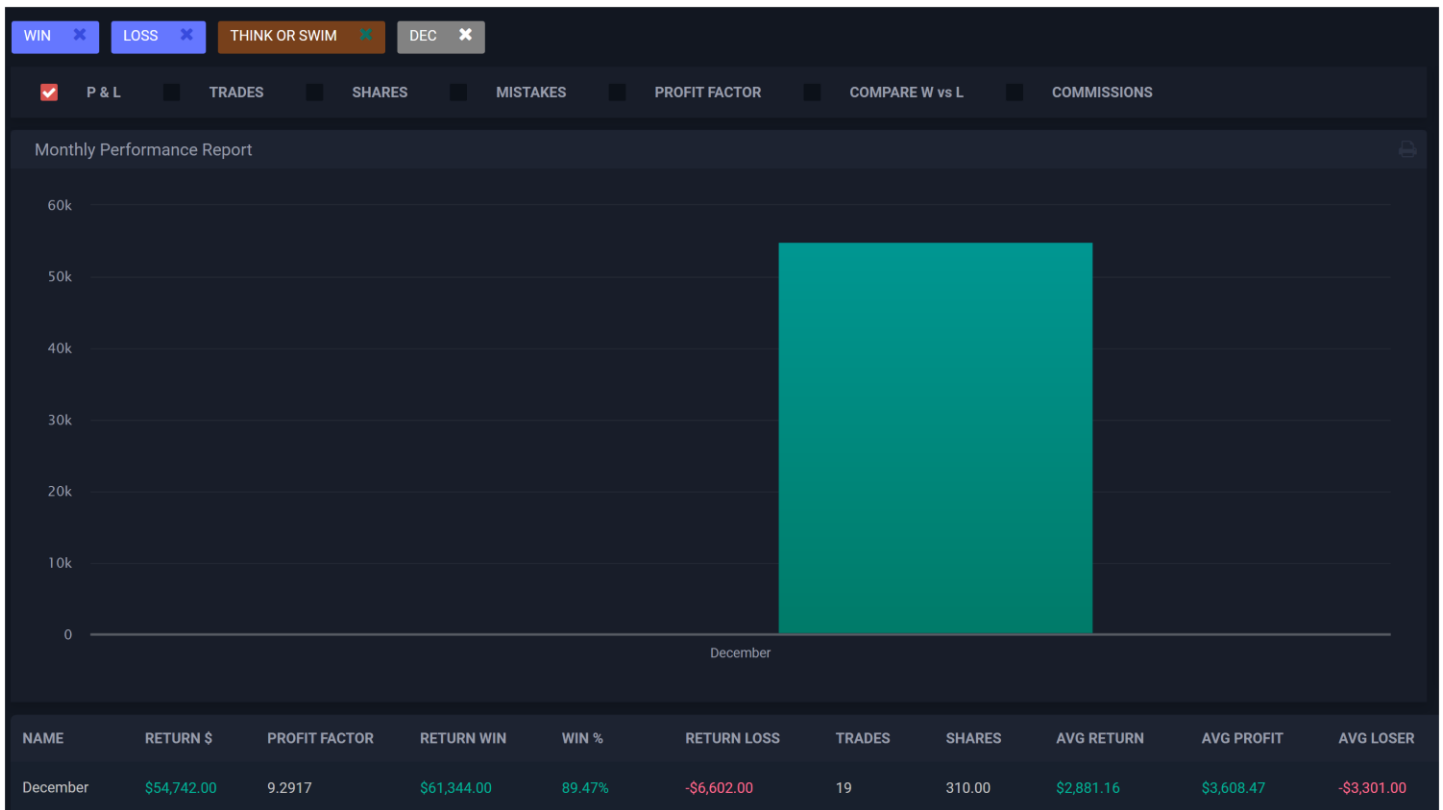 WIN LOSS THINK OR SWIM DEC
P & L TRADES SHARES MISTAKES PROFIT FACTOR COMPARE W vs L COMMISSIONS
Monthly Performance Report
60k
50k
40k
30k
20k
10k
0
December
NAME RETURN $ PROFIT FACTOR RETURN WIN WIN % RETURN LOSS TRADES SHARES AVG RETURN AVG PROFIT AVG LOSER
December $54,742.00 9.2917 $61,344.00 89.47% -$6,602.00 19 310.00 $2,881.16 $3,608.47 -$3,301.00